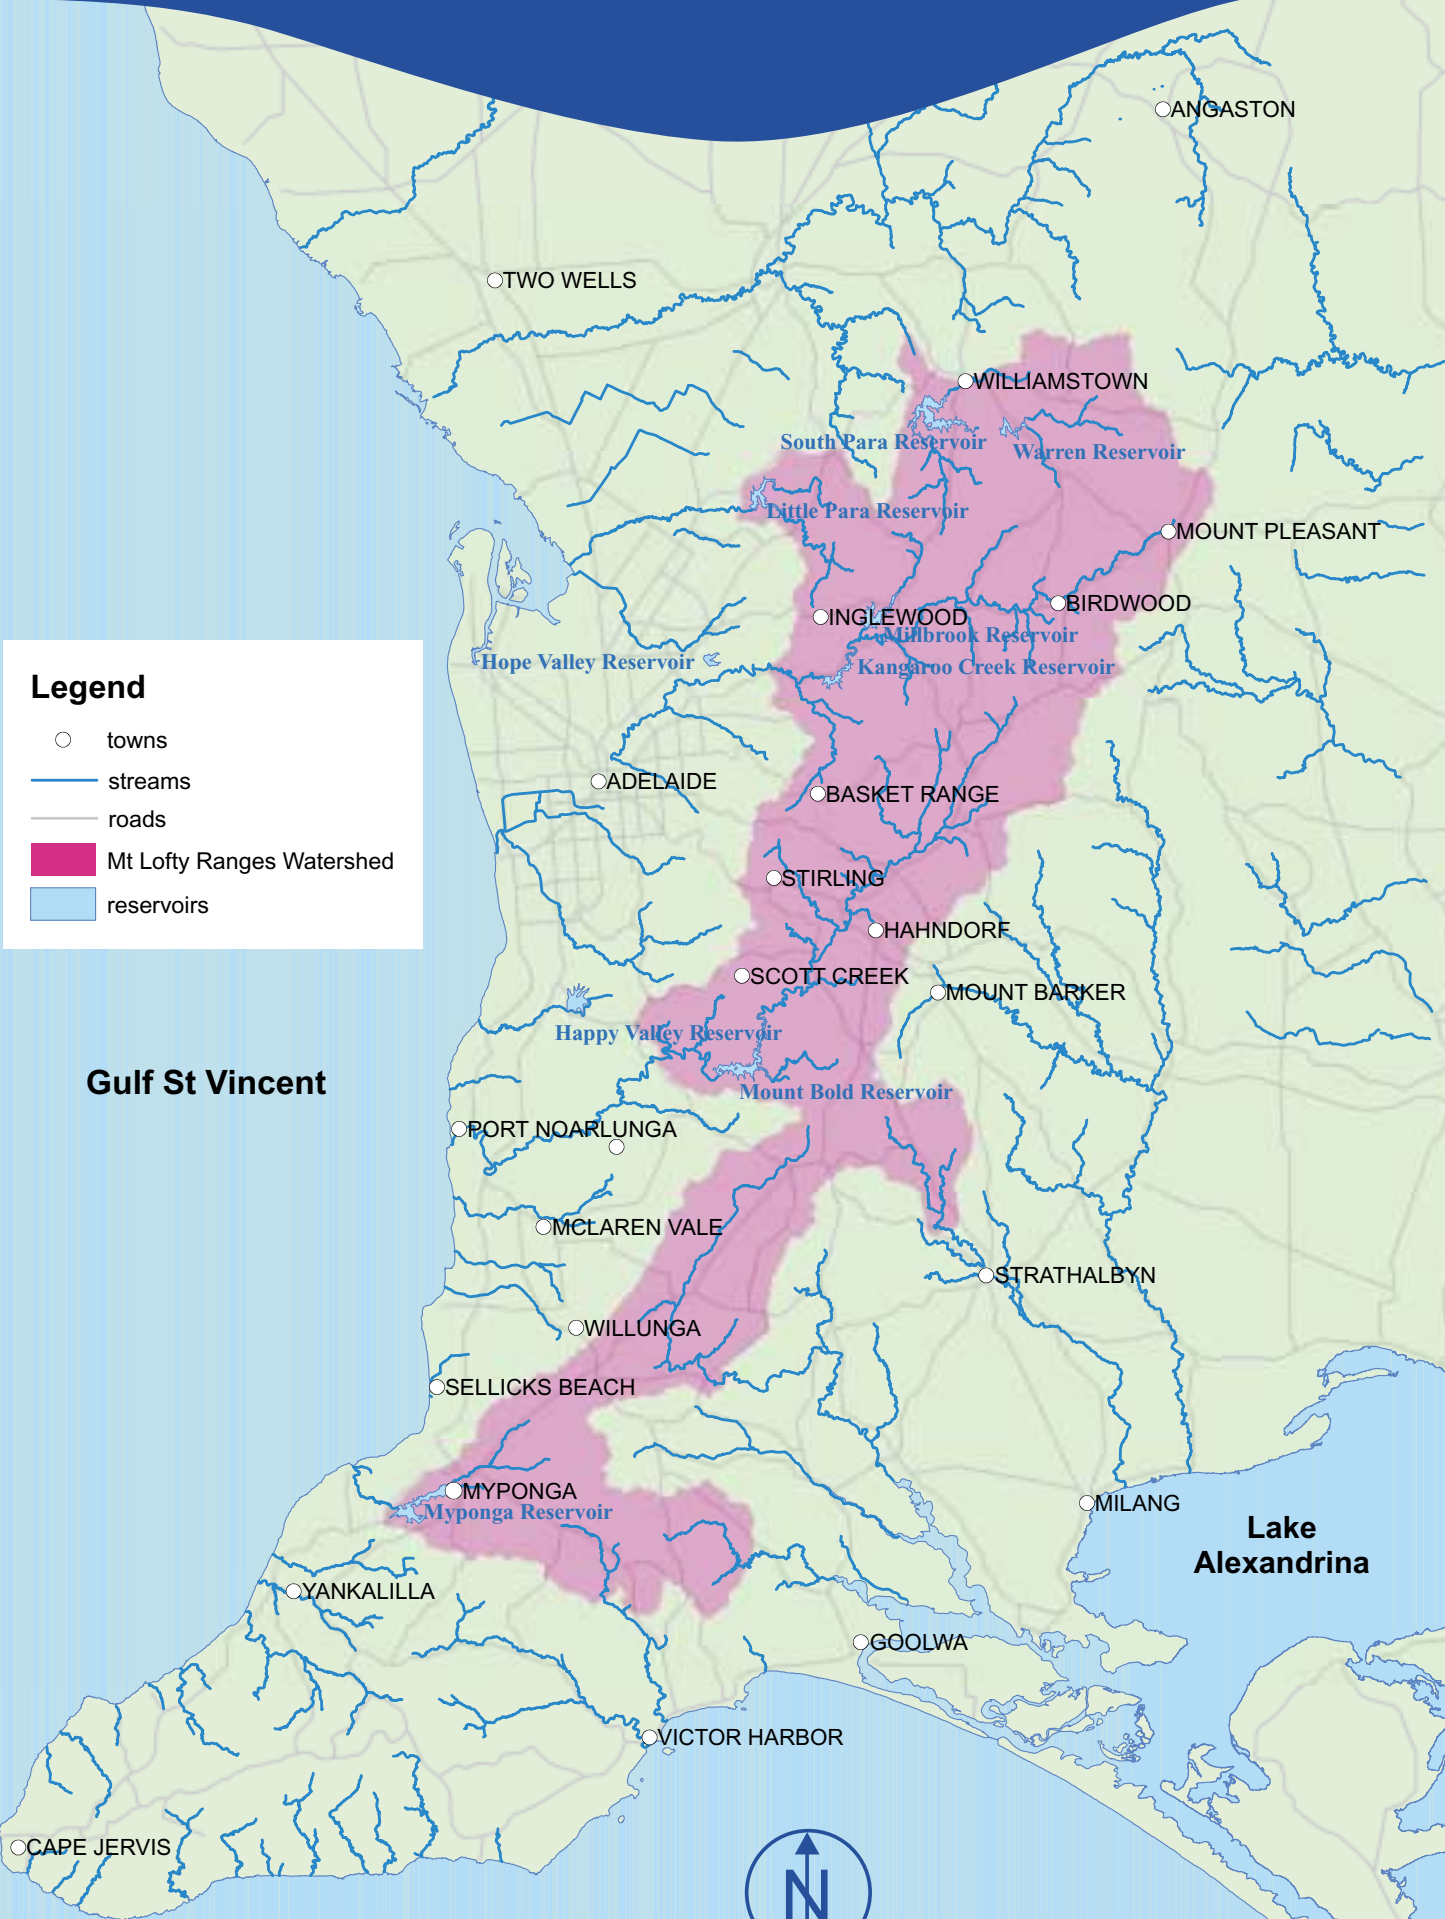 ANGASTON
TWO WELLS
WILLIAMSTOWN
South Para Reservoir
Warren Reservoir
Little Para Reservoir
MOUNT PLEASANT
BIRDWOOD
INGLEWOOD
Millbrook Reservoir
Hope Valley Reservoir
Kangaroo Creek Reservoir
Legend
towns
streams
roads
Mt Lofty Ranges Watershed
reservoirs
ADELAIDE
BASKET RANGE
STIRLING
HAHNDORF
SCOTT CREEK
MOUNT BARKER
Happy Valley Reservoir
Gulf St Vincent
Mount Bold Reservoir
PORT NOARLUNGA
MCLAREN VALE
STRATHALBYN
WILLUNGA
SELLICKS BEACH
MYPONGA
Myponga Reservoir
MILANG
Lake
Alexandrina
YANKALILLA
GOOLWA
VICTOR HARBOR
CAPE JERVIS
N